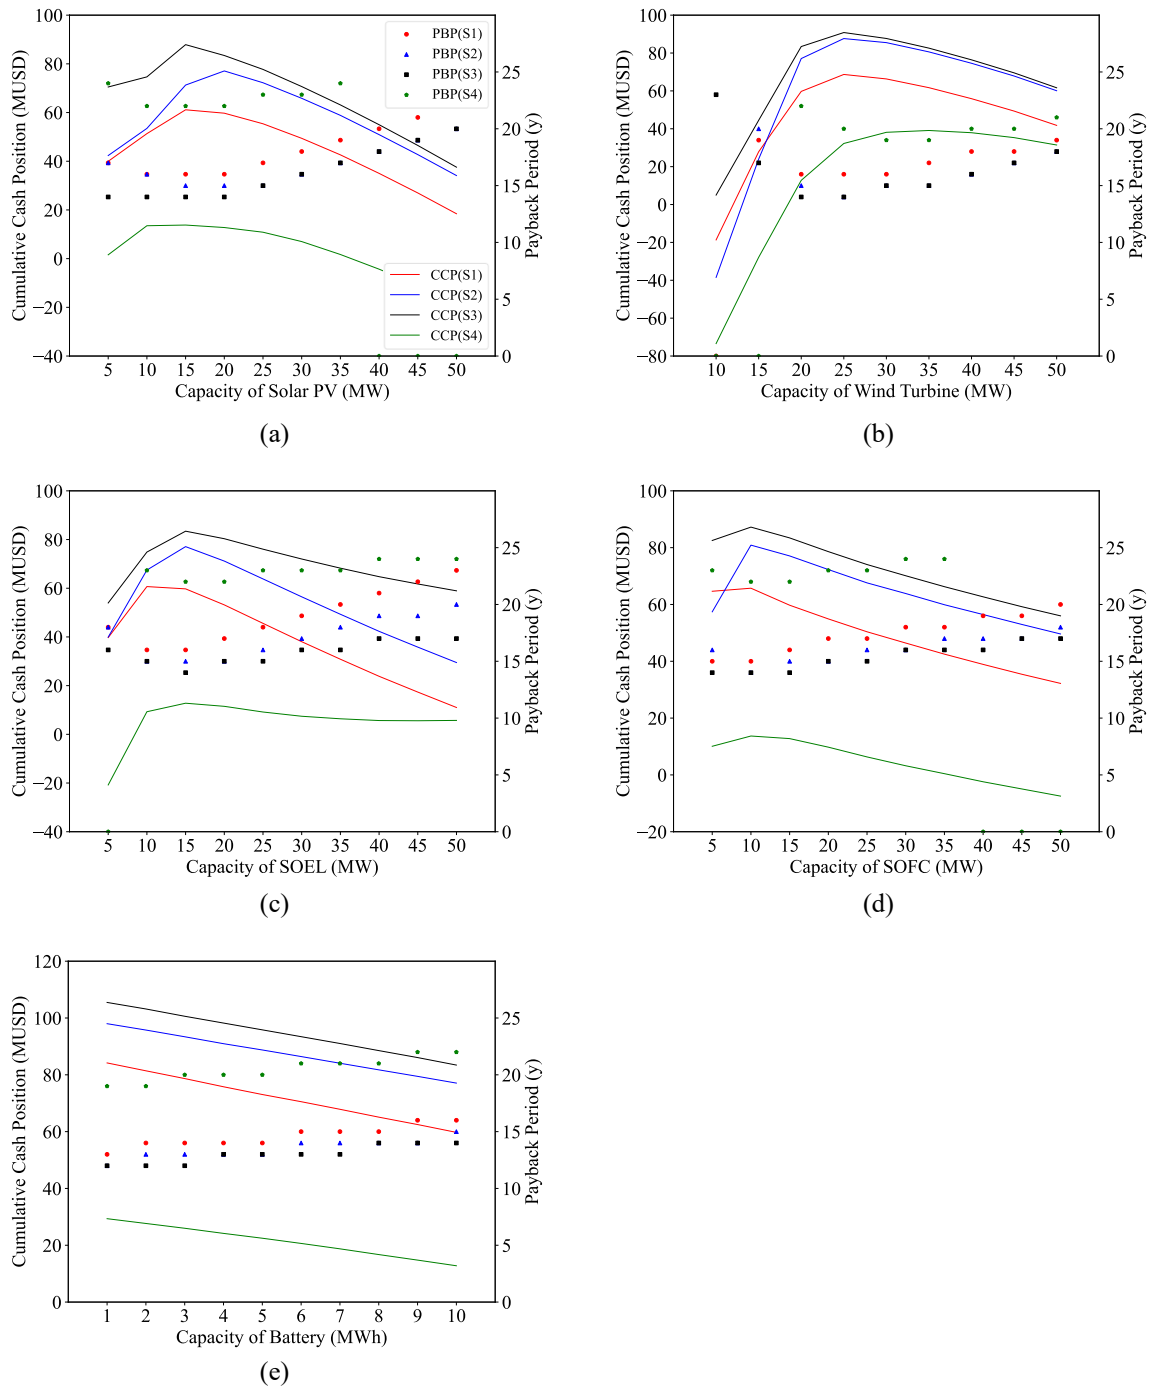 100
80
60
40
20
0
−20
−40
Cumulative Cash Position (MUSD)
PBP(S1)
PBP(S2)
PBP(S3)
PBP(S4)
CCP(S1)
CCP(S2)
CCP(S3)
CCP(S4)
25
20
15
10
5
0
Payback Period (y)
5 10 15 20 25 30 35 40 45 50
Capacity of Solar PV (MW)
(a)
100
80
60
40
20
0
−20
−40
−60
−80
Cumulative Cash Position (MUSD)
25
20
15
10
5
0
Payback Period (y)
10 15 20 25 30 35 40 45 50
Capacity of Wind Turbine (MW)
(b)
100
80
60
40
20
0
−20
−40
Cumulative Cash Position (MUSD)
25
20
15
10
5
0
Payback Period (y)
5 10 15 20 25 30 35 40 45 50
Capacity of SOEL (MW)
(c)
100
80
60
40
20
0
−20
Cumulative Cash Position (MUSD)
25
20
15
10
5
0
Payback Period (y)
5 10 15 20 25 30 35 40 45 50
Capacity of SOFC (MW)
(d)
120
100
80
60
40
20
0
Cumulative Cash Position (MUSD)
25
20
15
10
5
0
Payback Period (y)
1 2 3 4 5 6 7 8 9 10
Capacity of Battery (MWh)
(e)